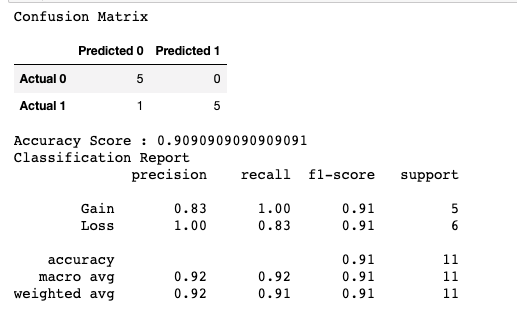 Confusion Matrix
Predicted 0 Predicted 1
Actual 0 5 0
Actual 1 1 5
Accuracy Score : 0.9090909090909091
Classification Report
precision recall f1-score support
Gain 0.83 1.00 0.91 5
Loss 1.00 0.83 0.91 6
accuracy 0.91 11
macro avg 0.92 0.92 0.91 11
weighted avg 0.92 0.91 0.91 11